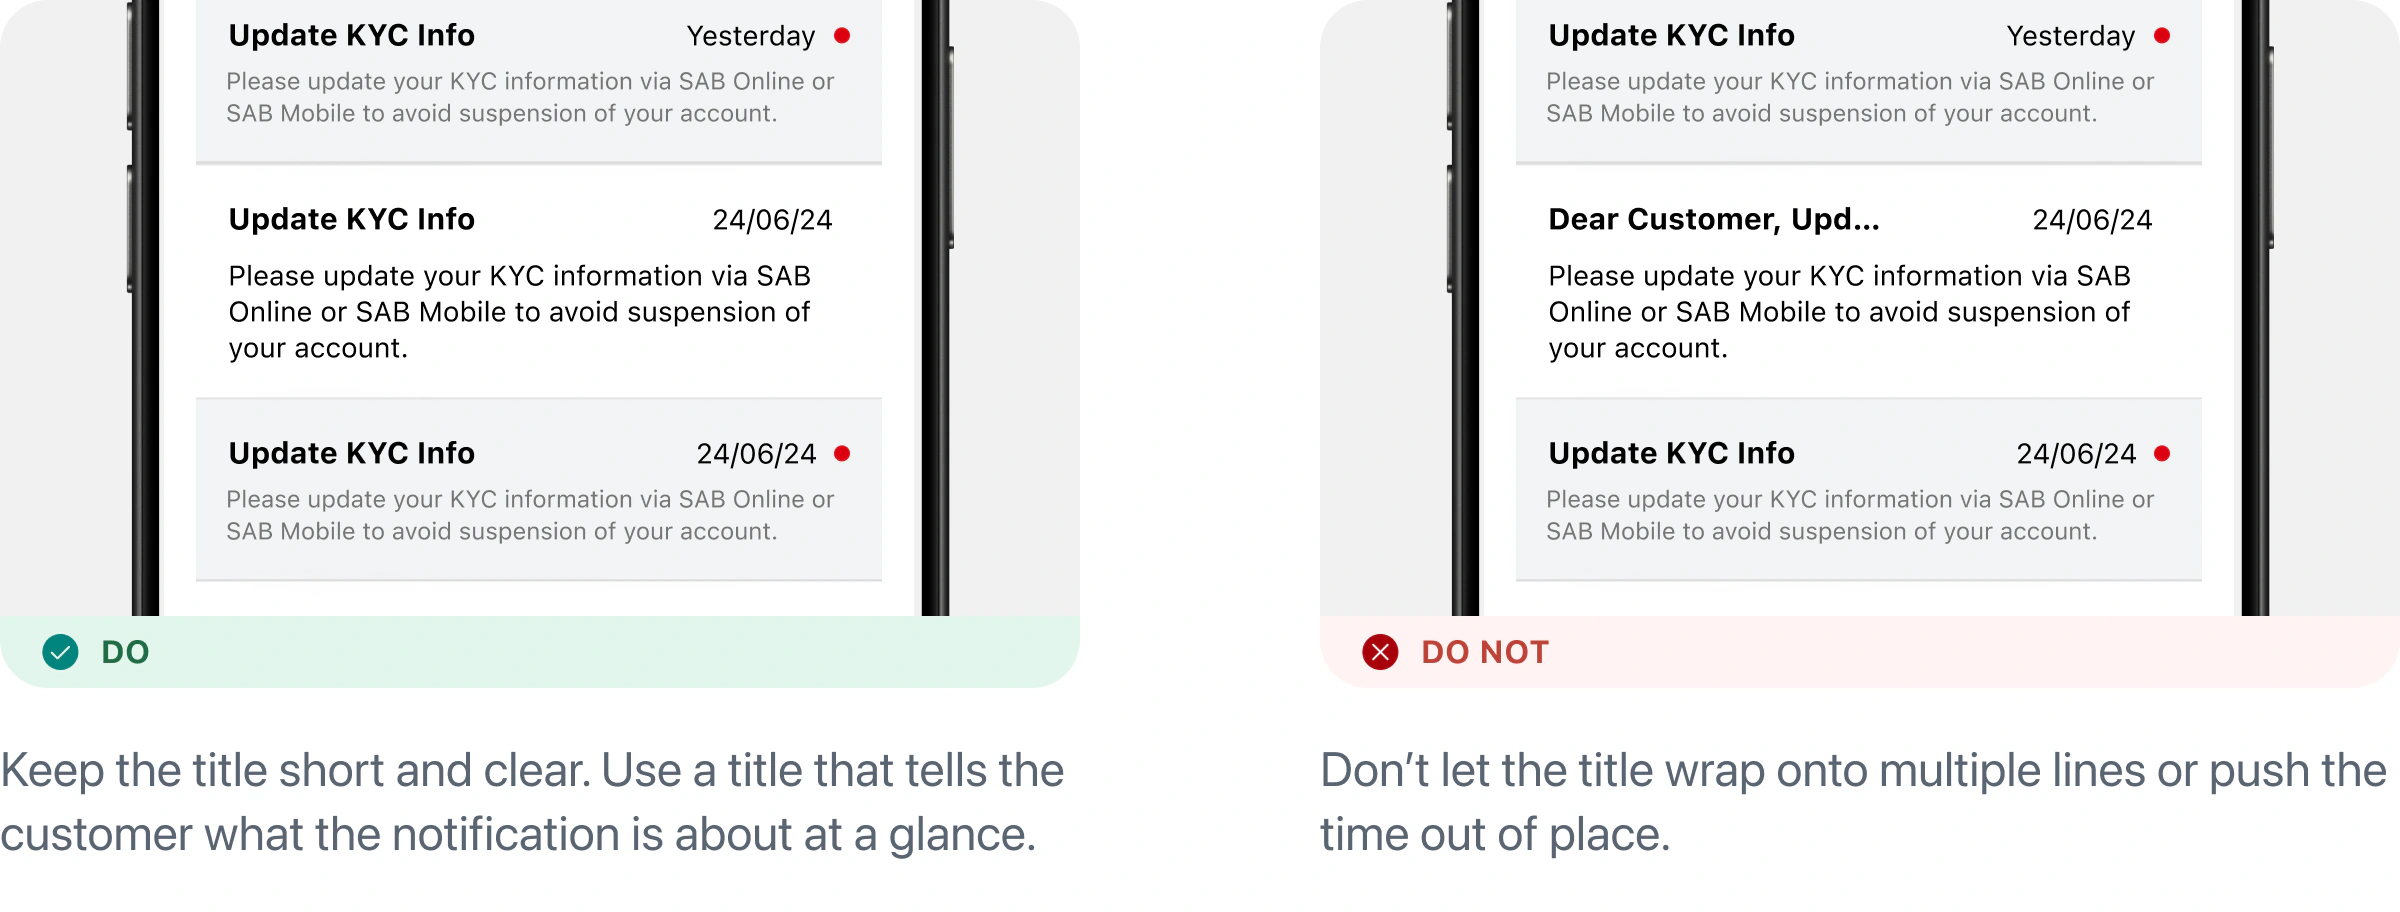 Update KYC Info Yesterday
Please update your KYC information via SAB Online or
SAB Mobile to avoid suspension of your account.
Update KYC Info 24/06/24
Please update your KYC information via SAB
Online or SAB Mobile to avoid suspension of
your account.
Update KYC Info 24/06/24
Please update your KYC information via SAB Online or
SAB Mobile to avoid suspension of your account.
DO
Keep the title short and clear. Use a title that tells the
customer what the notification is about at a glance.
Update KYC Info Yesterday
Please update your KYC information via SAB Online or
SAB Mobile to avoid suspension of your account.
Dear Customer, Upd... 24/06/24
Please update your KYC information via SAB
Online or SAB Mobile to avoid suspension of
your account.
Update KYC Info 24/06/24
Please update your KYC information via SAB Online or
SAB Mobile to avoid suspension of your account.
DO NOT
Don’t let the title wrap onto multiple lines or push the
time out of place.